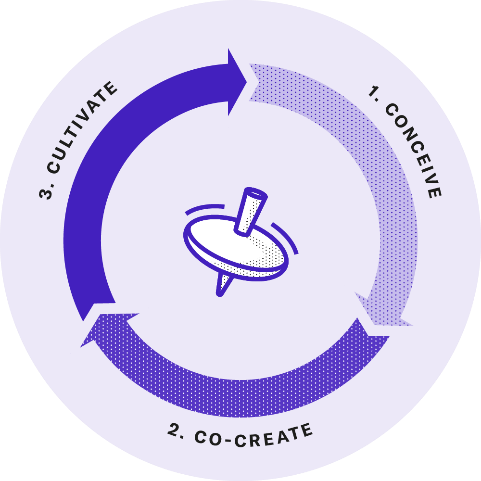 1. CONCEIVE
2. CO-CREATE
3. CULTIVATE